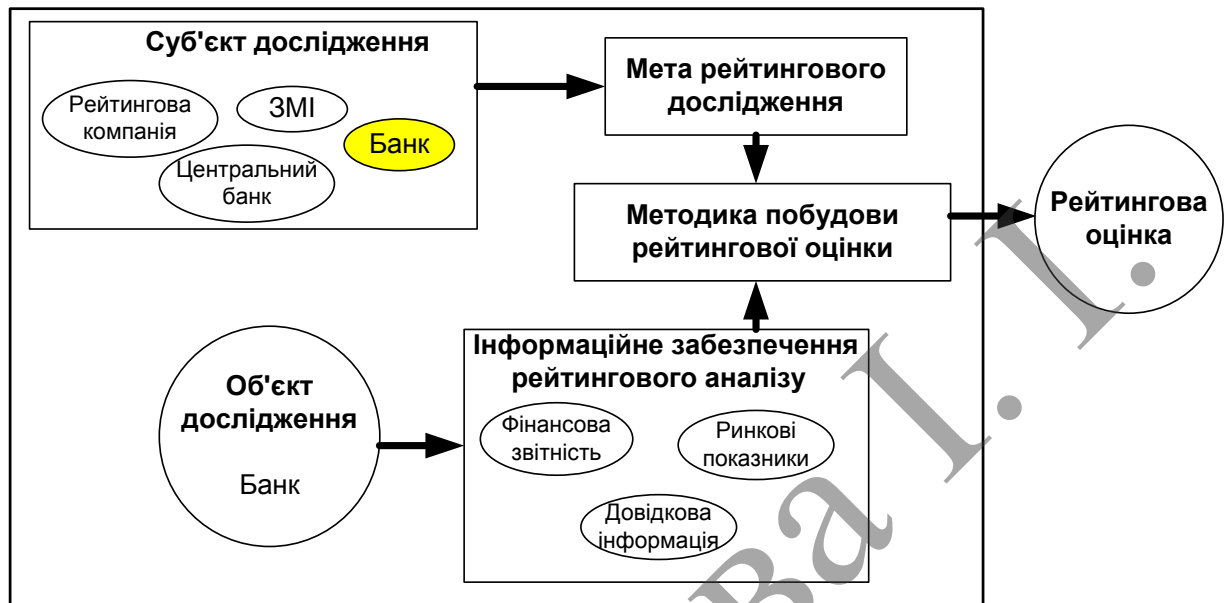 Суб'єкт дослідження
Рейтингова
компанія
ЗМІ
Банк
Центральний
банк
Мета рейтингового
дослідження
Методика побудови
рейтингової оцінки
Рейтингова
оцінка
Об'єкт
дослідження
Банк
Інформаційне забезпечення
рейтингового аналізу
Фінансова
звітність
Ринкові
показники
Довідкова
інформація
ва І. І.